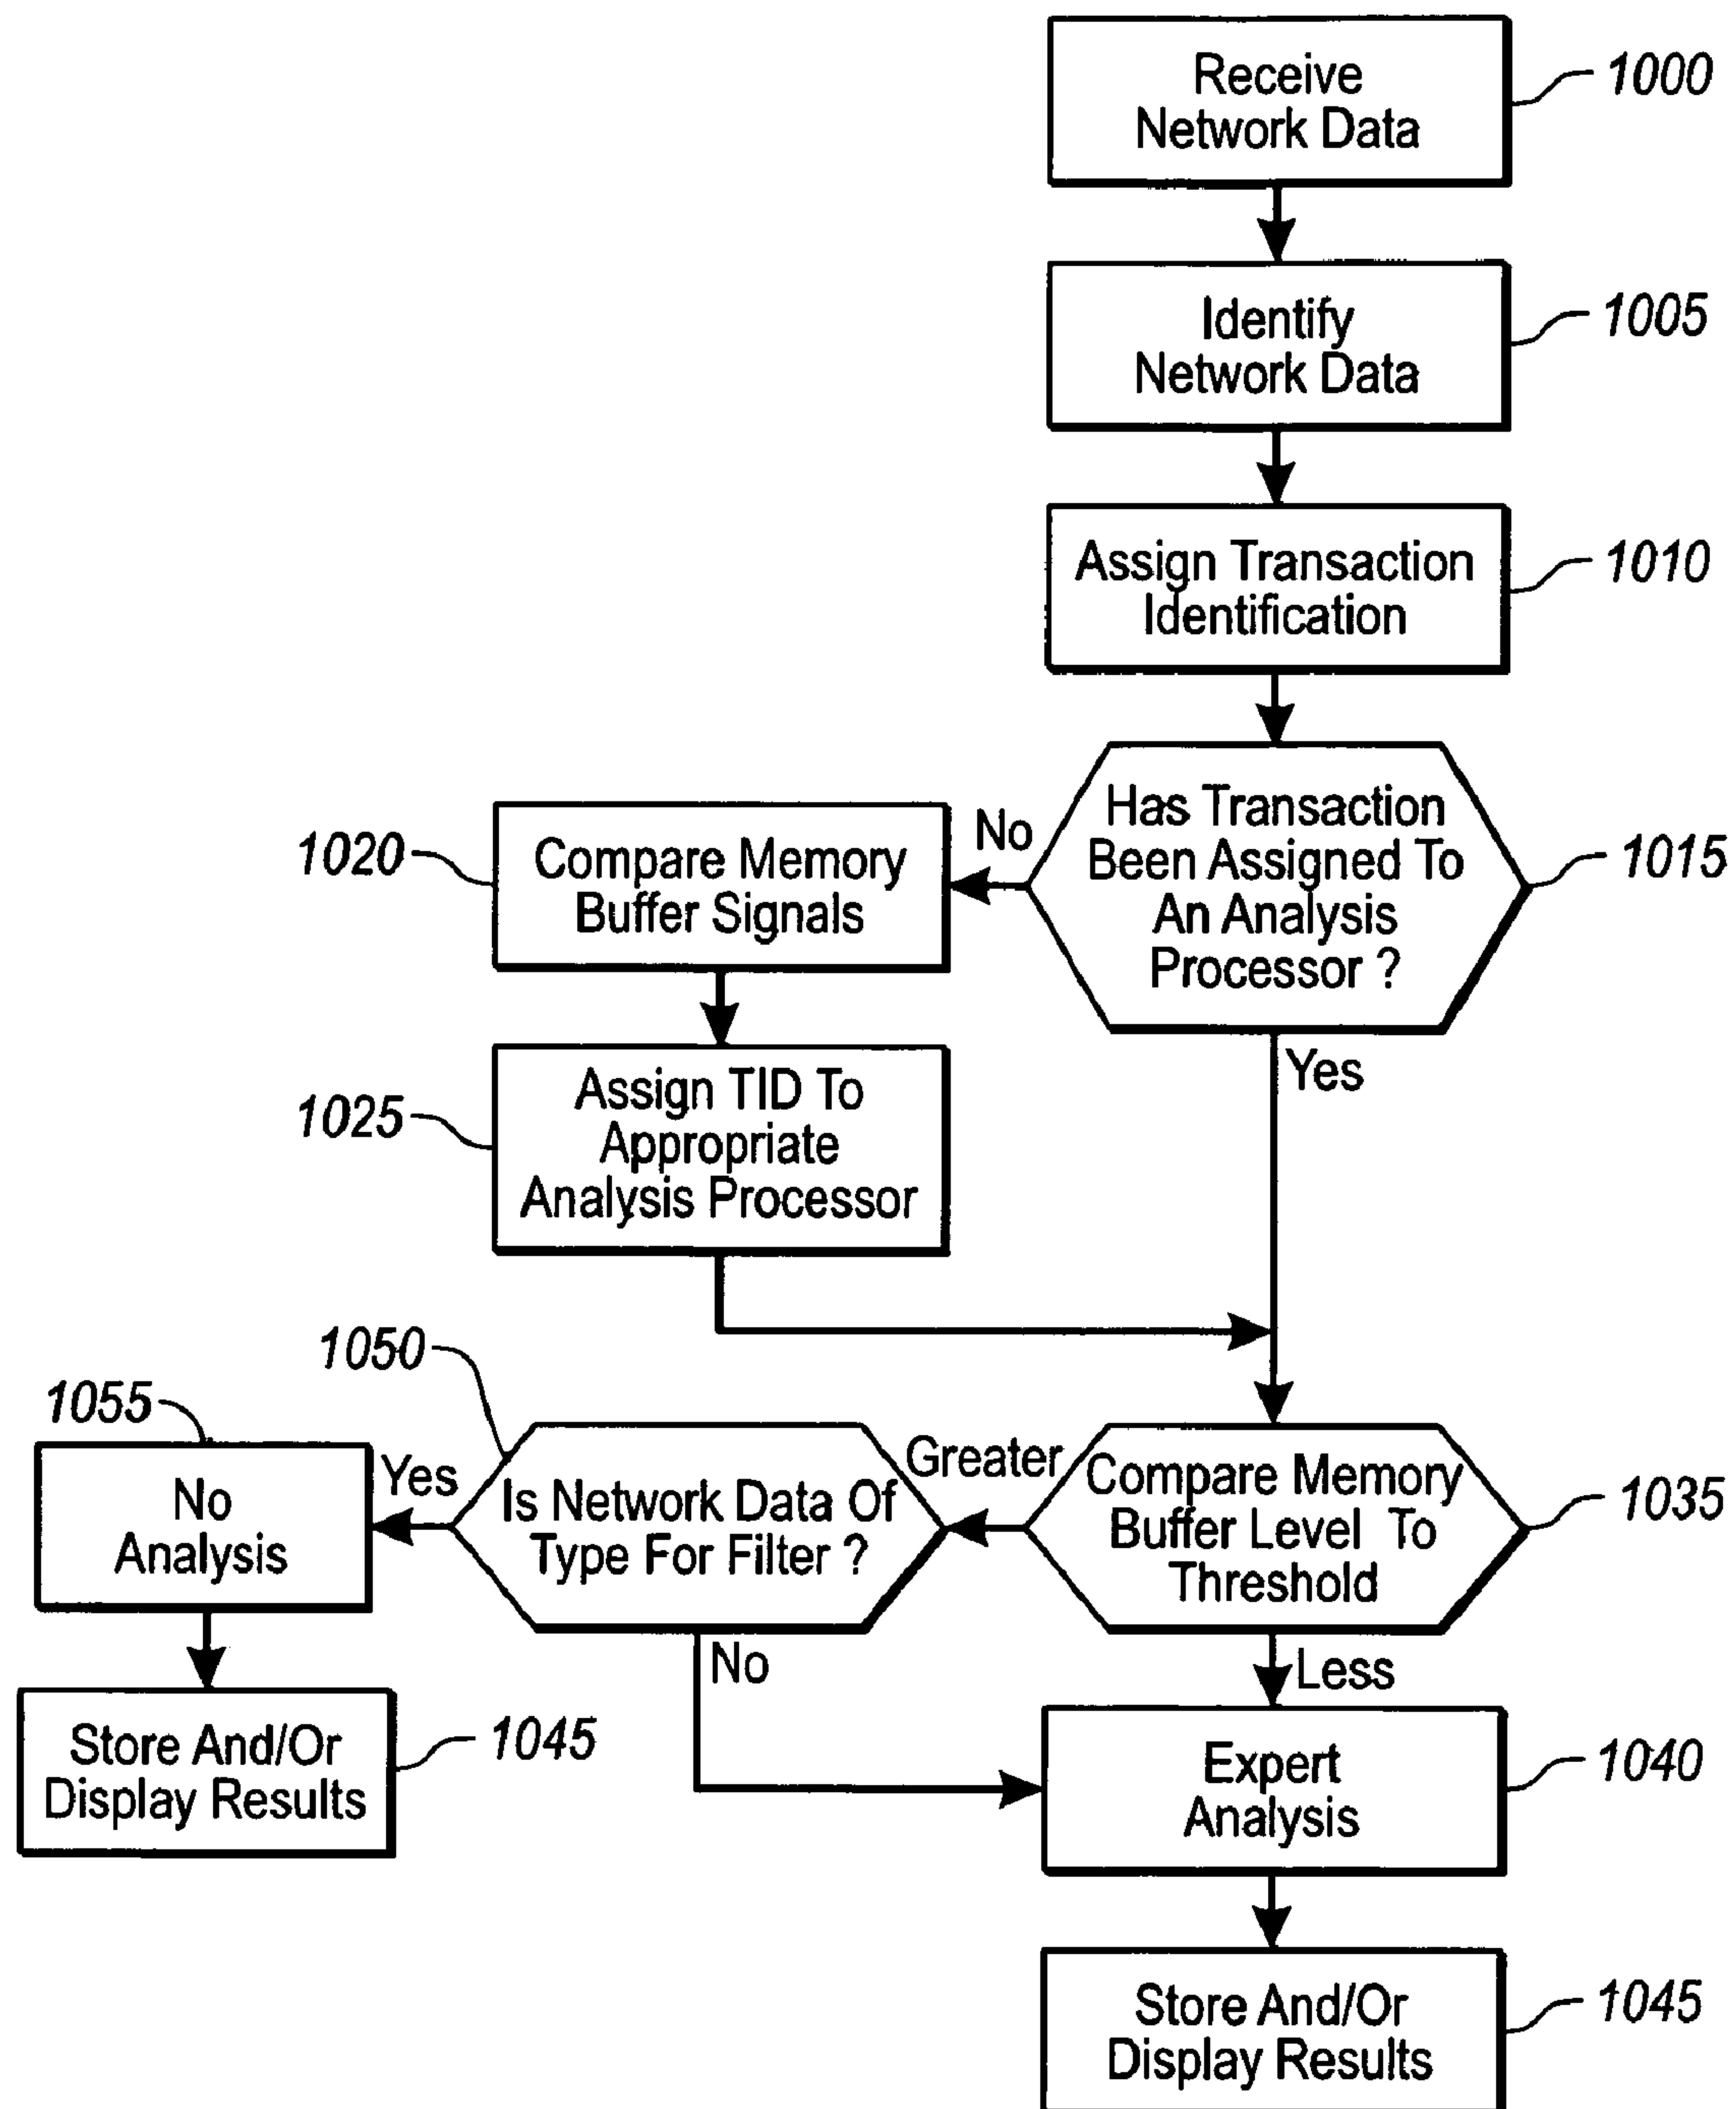 Receive
Network Data
1000
Identify
Network Data
1005
Assign Transaction
Identification
1010
Has Transaction
Been Assigned To
An Analysis
Processor ?
1015
No
Yes
Compare Memory
Buffer Signals
1020
Assign TID To
Appropriate
Analysis Processor
1025
Compare Memory
Buffer Level To
Threshold
1035
Greater
Less
Is Network Data Of
Type For Filter ?
1050
Yes
No
No
Analysis
1055
Store And/Or
Display Results
1045
Expert
Analysis
1040
Store And/Or
Display Results
1045